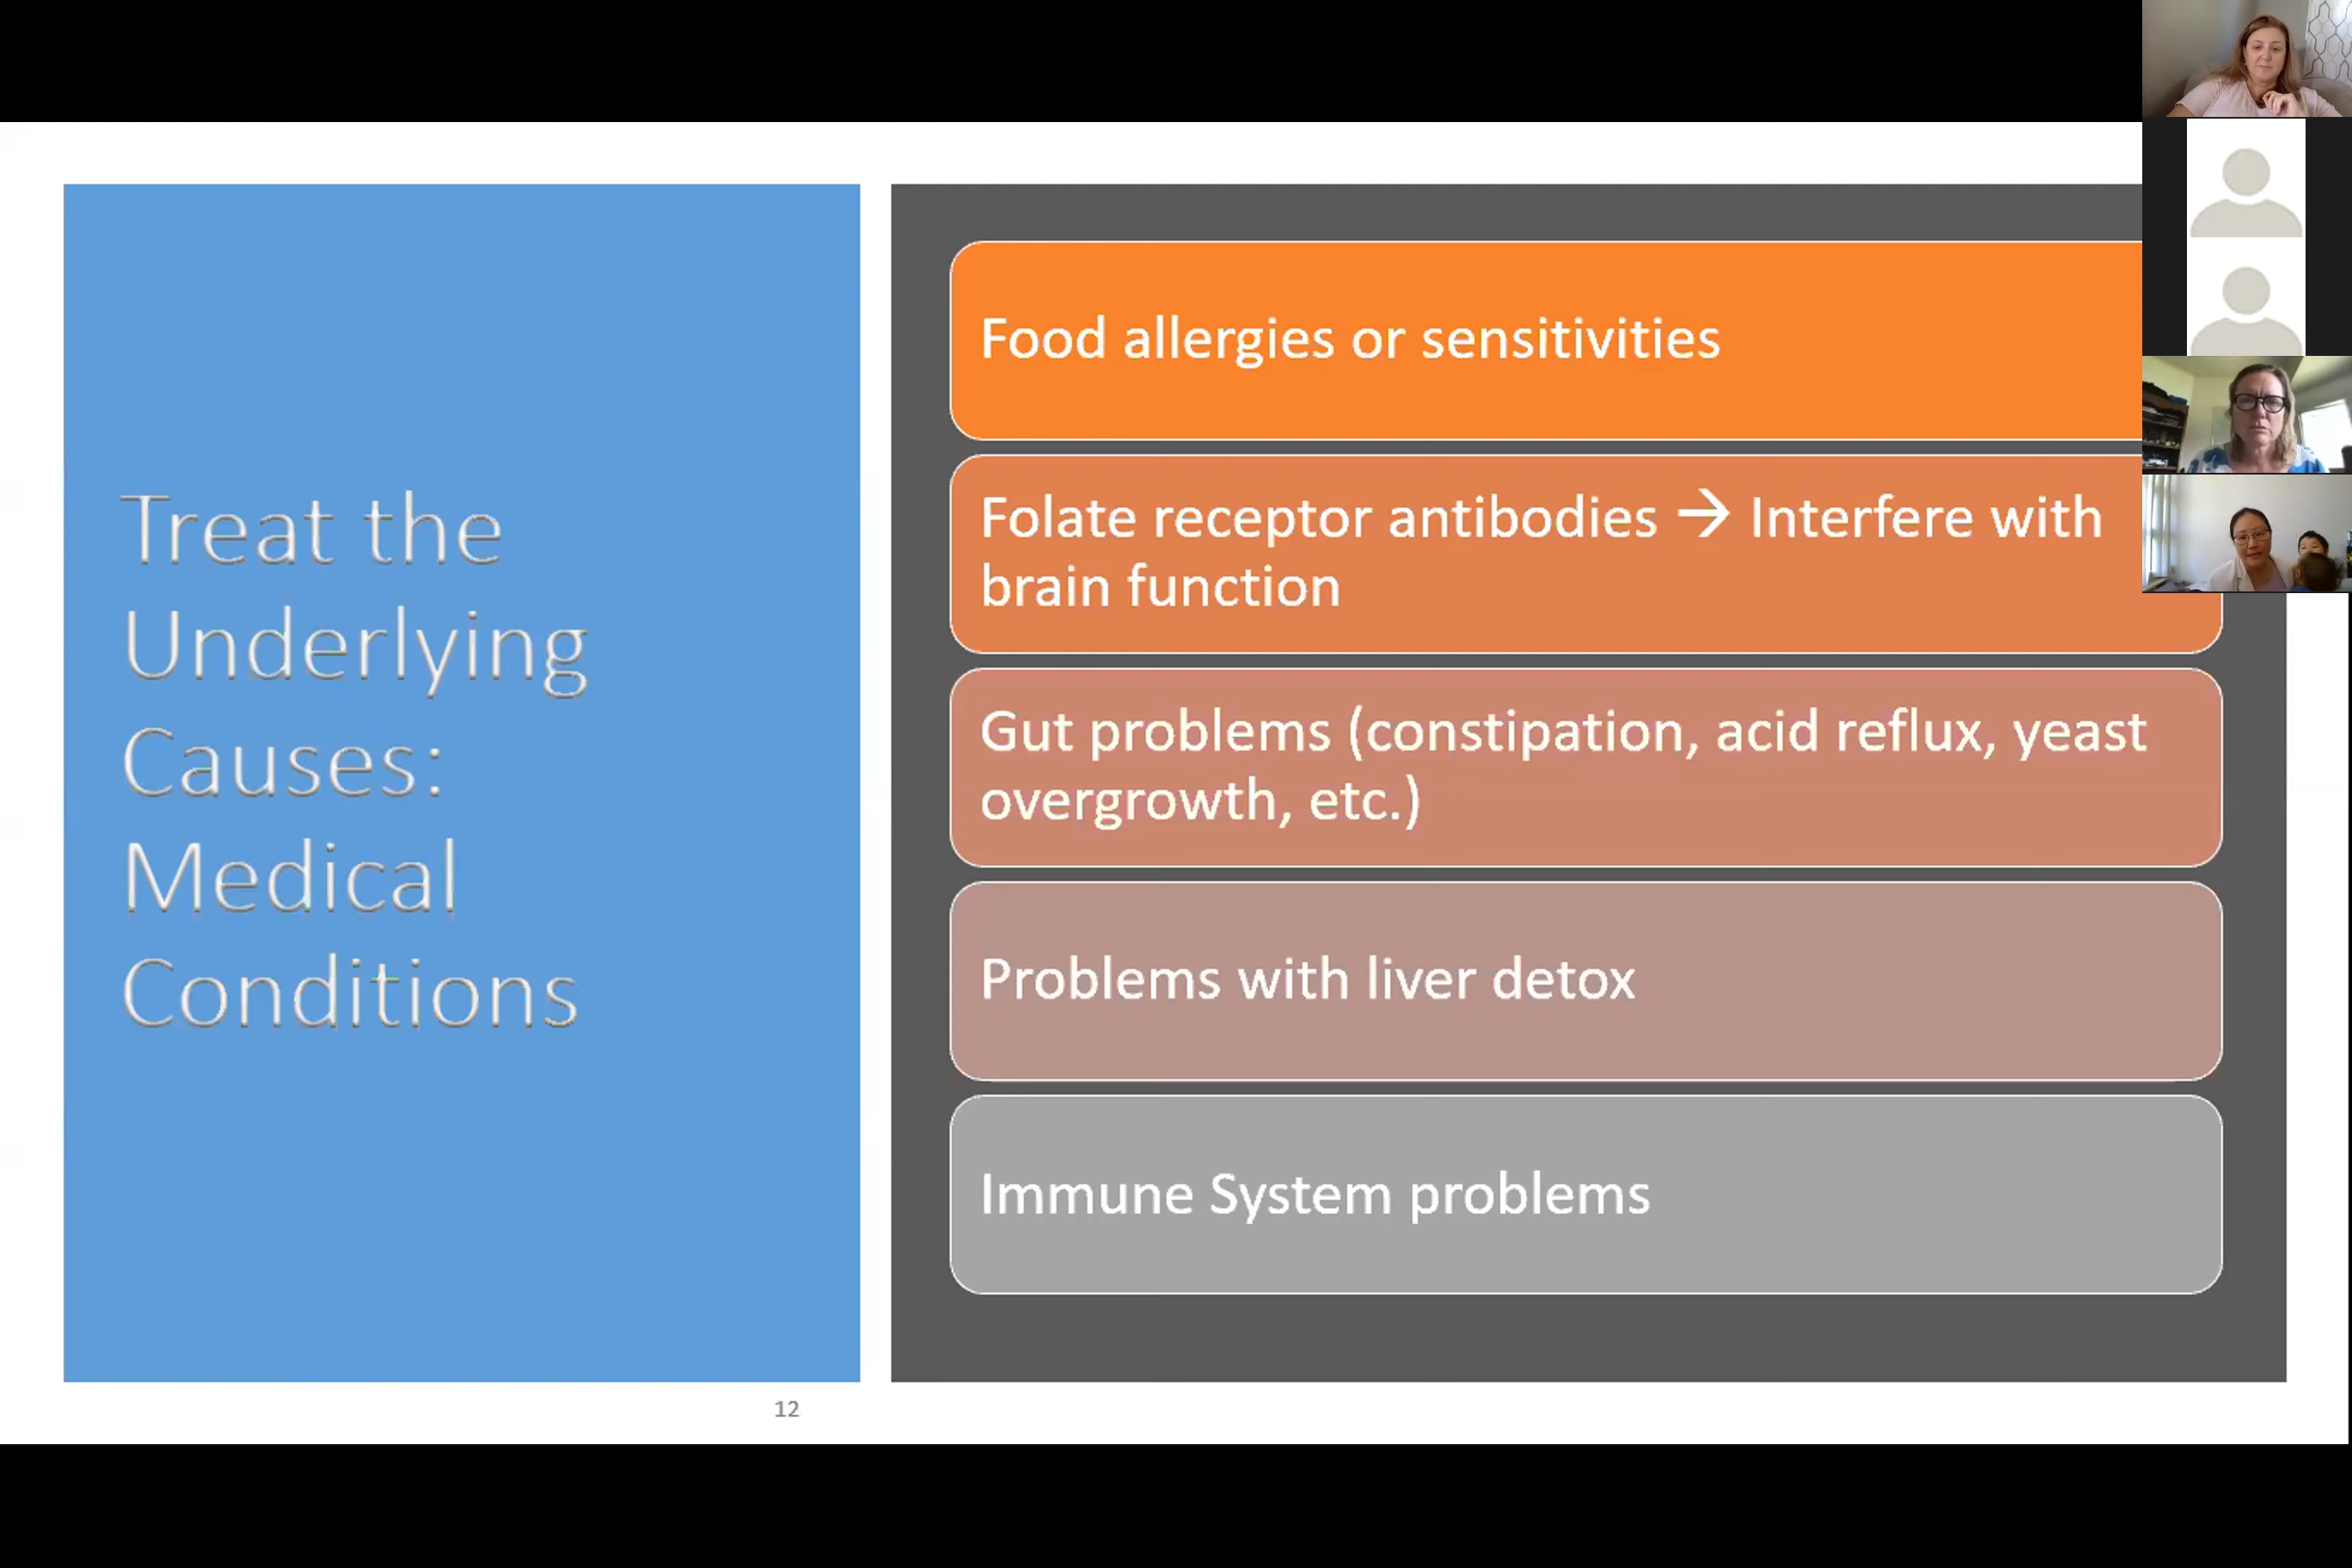 Treat the
Underlying
Causes:
Medical
Conditions
Food allergies or sensitivities
Folate receptor antibodies → Interfere with
brain function
Gut problems (constipation, acid reflux, yeast
overgrowth, etc.)
Problems with liver detox
Immune System problems
12